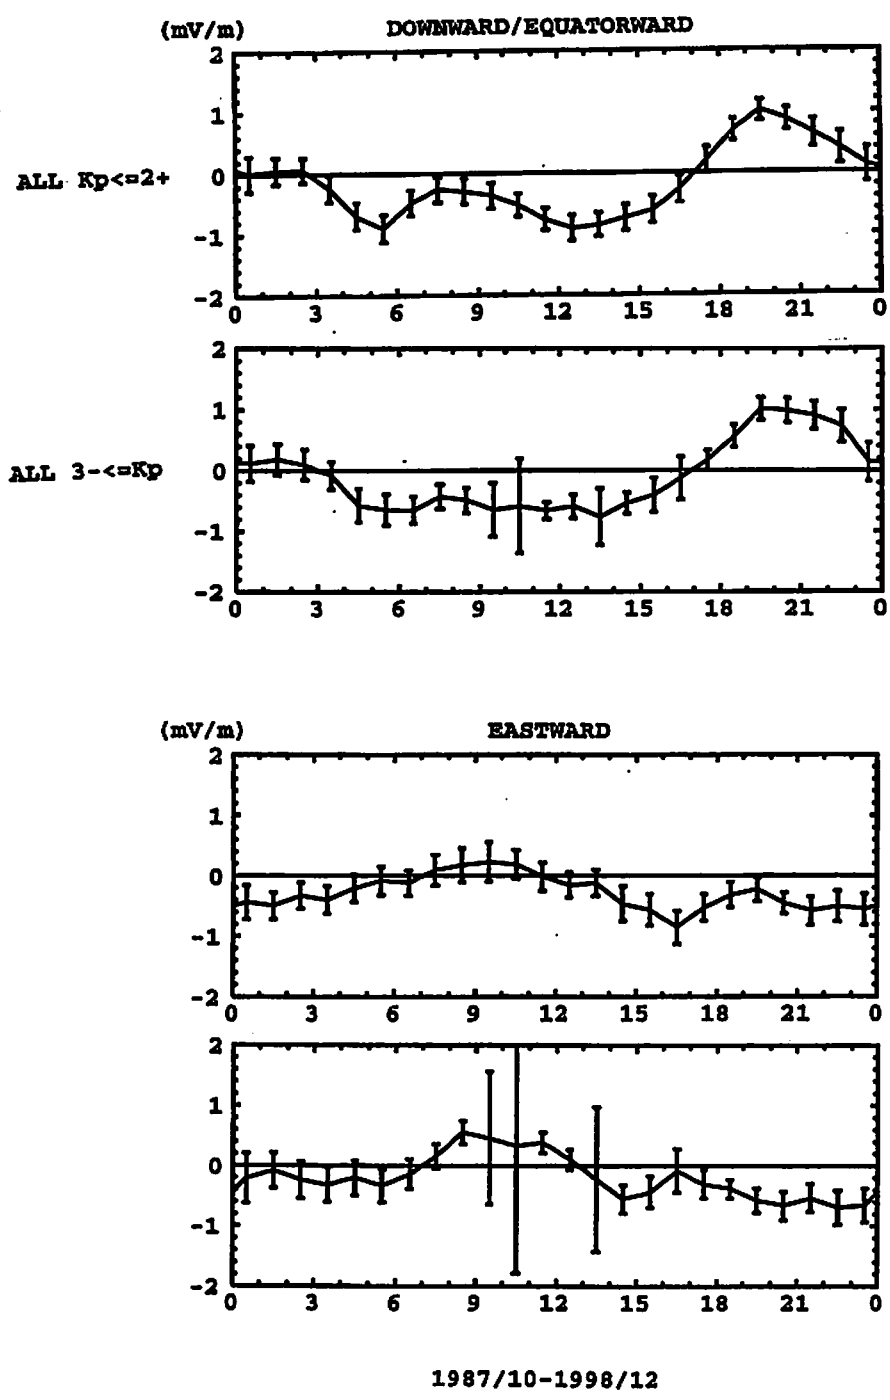 (mV/m) DOWNWARD/EQUATORWARD
2
1
ALL Kp<=2+ 0
-1
-2
0 3 6 9 12 15 18 21 0
2
1
ALL 3-<=Kp 0
-1
-2
0 3 6 9 12 15 18 21 0
(mV/m) EASTWARD
2
1
0
-1
-2
0 3 6 9 12 15 18 21 0
2
1
0
-1
-2
0 3 6 9 12 15 18 21 0
1987/10-1998/12